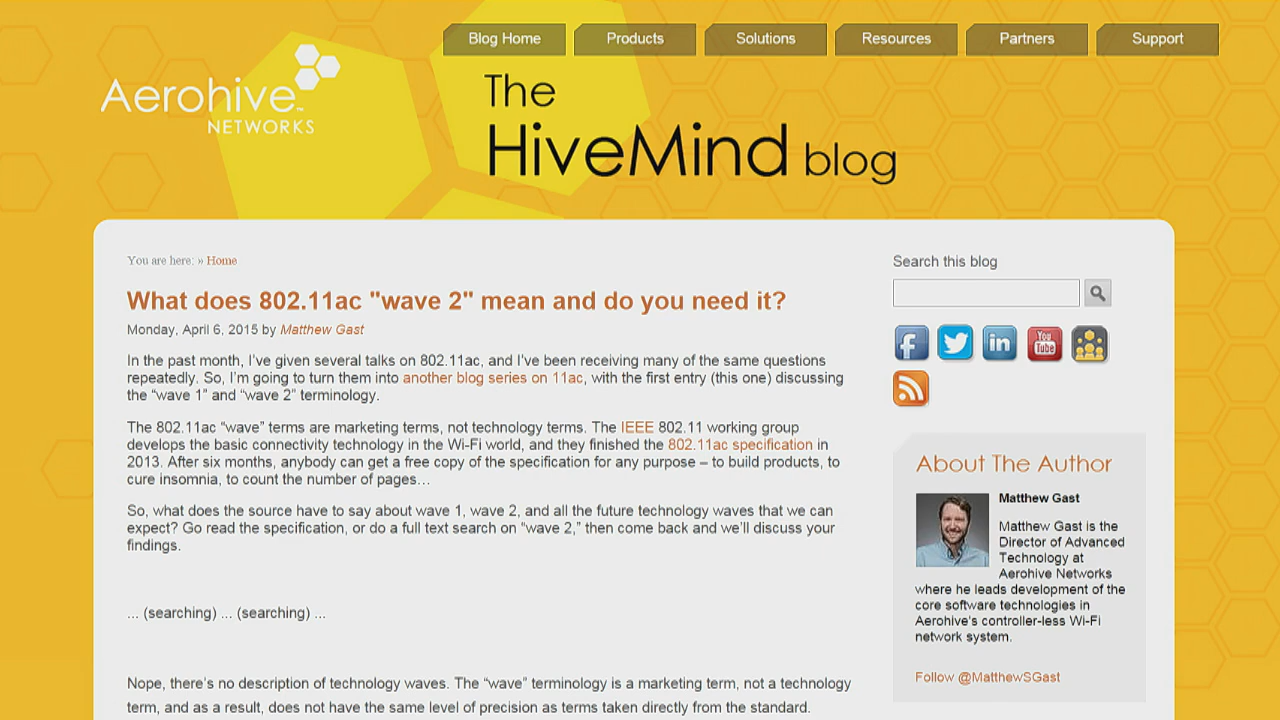 Blog Home
Products
Solutions
Resources
Partners
Support
Aerohive™
NETWORKS
The
HiveMind blog
You are here: » Home
What does 802.11ac "wave 2" mean and do you need it?
Monday, April 6, 2015 by Matthew Gast
In the past month, I've given several talks on 802.11ac, and I've been receiving many of the same questions
repeatedly. So, I'm going to turn them into another blog series on 11ac, with the first entry (this one) discussing
the “wave 1” and “wave 2” terminology.
The 802.11ac “wave” terms are marketing terms, not technology terms. The IEEE 802.11 working group
develops the basic connectivity technology in the Wi-Fi world, and they finished the 802.11ac specification in
2013. After six months, anybody can get a free copy of the specification for any purpose – to build products, to
cure insomnia, to count the number of pages…
So, what does the source have to say about wave 1, wave 2, and all the future technology waves that we can
expect? Go read the specification, or do a full text search on “wave 2,” then come back and we'll discuss your
findings.
... (searching) ... (searching) ...
Nope, there's no description of technology waves. The “wave” terminology is a marketing term, not a technology
term, and as a result, does not have the same level of precision as terms taken directly from the standard.
Search this blog
You
Tube
About The Author
Matthew Gast
Matthew Gast is the
Director of Advanced
Technology at
Aerohive Networks
where he leads development of the
core software technologies in
Aerohive's controller-less Wi-Fi
network system.
Follow @MatthewSGast